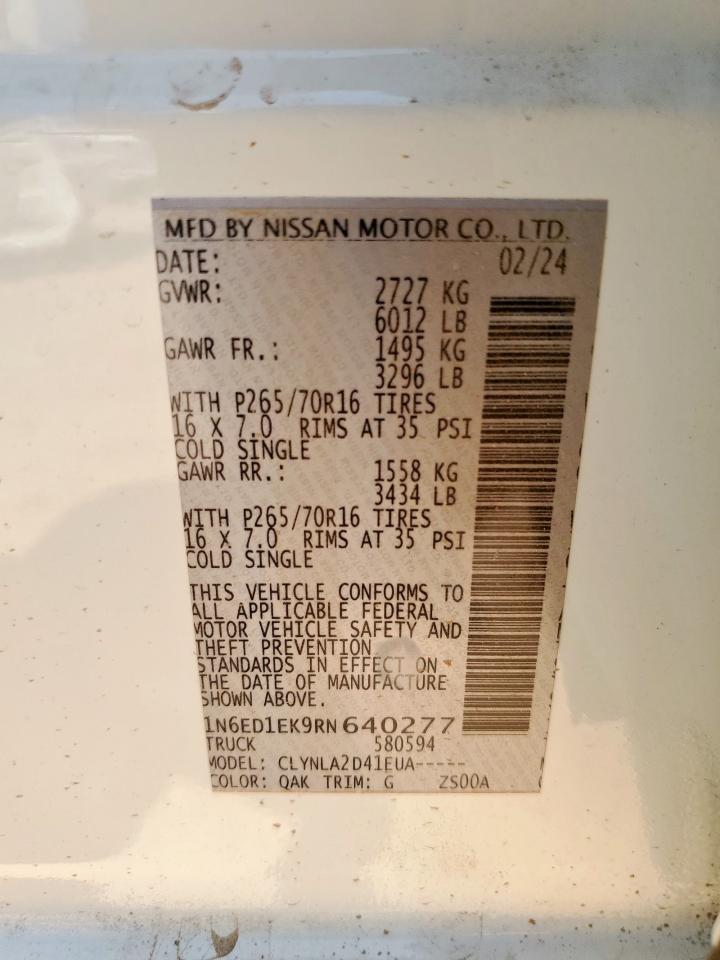 MFD BY NISSAN MOTOR CO., LTD.
DATE: 02/24
GVWR: 2727 KG
6012 LB
GAWR FR.: 1495 KG
3296 LB
WITH P265/70R16 TIRES
16 X 7.0 RIMS AT 35 PSI
COLD SINGLE
GAWR RR.: 1558 KG
3434 LB
WITH P265/70R16 TIRES
16 X 7.0 RIMS AT 35 PSI
COLD SINGLE
THIS VEHICLE CONFORMS TO
ALL APPLICABLE FEDERAL
MOTOR VEHICLE SAFETY AND
THEFT PREVENTION
STANDARDS IN EFFECT ON
THE DATE OF MANUFACTURE
SHOWN ABOVE.
1N6ED1EK9RN640277
TRUCK 580594
MODEL: CLYNLA2D41EUA-----
COLOR: QAK TRIM: G ZS00A